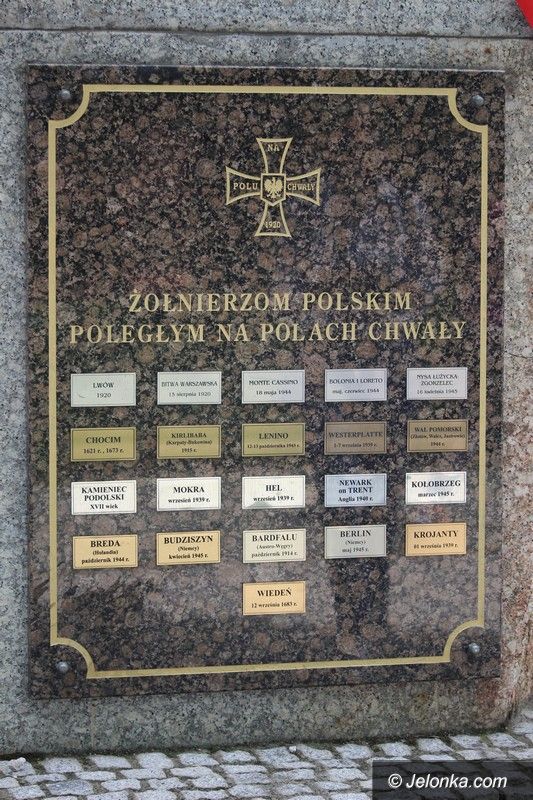 NA
POLU CHWAŁY
1920
ŻOŁNIERZOM POLSKIM
POLEGŁYM NA POLACH CHWAŁY
LWÓW
1920
BITWA WARSZAWSKA
15 sierpnia 1920
MONTE CASSINO
18 maja 1944
BOLONIA I LORETO
maj, czerwiec 1944
NYSA ŁUŻYCKA
ZGORZELEC
16 kwietnia 1945
CHOCIM
1621 r. , 1673 r.
KIRLIBABA
(Karpaty-Bukowina)
1915 r.
LENINO
12-13 października 1943 r.
WESTERPLATTE
1-7 września 1939 r.
WAŁ POMORSKI
(Złotów, Wałcz, Jastrowie)
1944 r.
KAMIENIEC
PODOLSKI
XVII wiek
MOKRA
wrzesień 1939 r.
HEL
wrzesień 1939 r.
NEWARK
on TRENT
Anglia 1940 r.
KOŁOBRZEG
marzec 1945 r.
BREDA
(Holandia)
październik 1944 r.
BUDZISZYN
(Niemcy)
kwiecień 1945 r.
BARDFALU
(Austro-Węgry)
październik 1914 r.
BERLIN
(Niemcy)
maj 1945 r.
KROJANTY
01 września 1939 r.
WIEDEŃ
12 września 1683 r.
© Jelonka.com